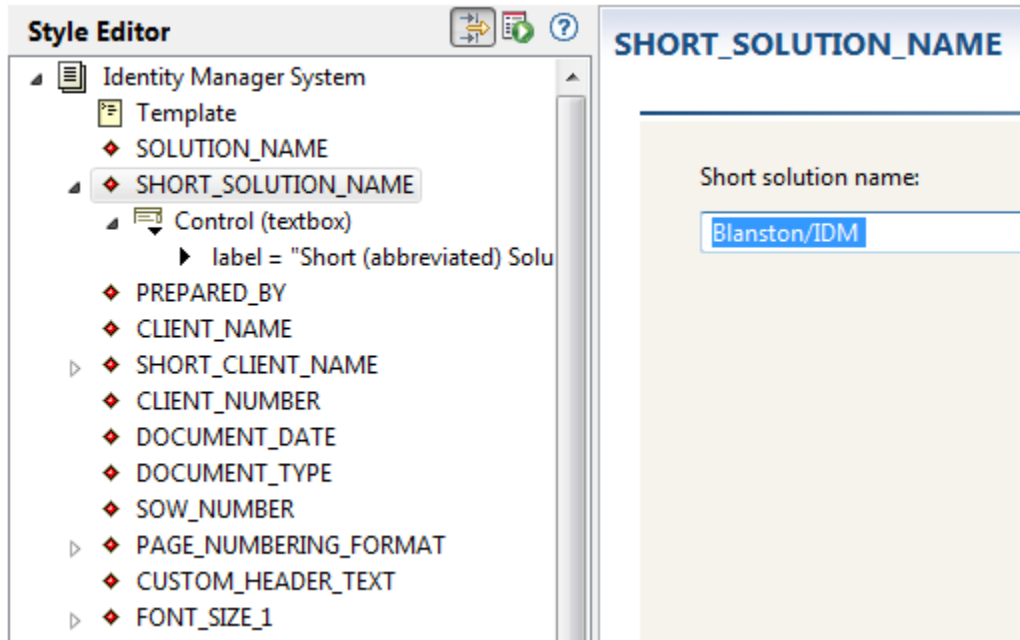 Style Editor
Identity Manager System
Template
SOLUTION_NAME
SHORT_SOLUTION_NAME
Control (textbox)
label = "Short (abbreviated) Solu
PREPARED_BY
CLIENT_NAME
SHORT_CLIENT_NAME
CLIENT_NUMBER
DOCUMENT_DATE
DOCUMENT_TYPE
SOW_NUMBER
PAGE_NUMBERING_FORMAT
CUSTOM_HEADER_TEXT
FONT_SIZE_1
SHORT_SOLUTION_NAME
Short solution name:
Blanston/IDM